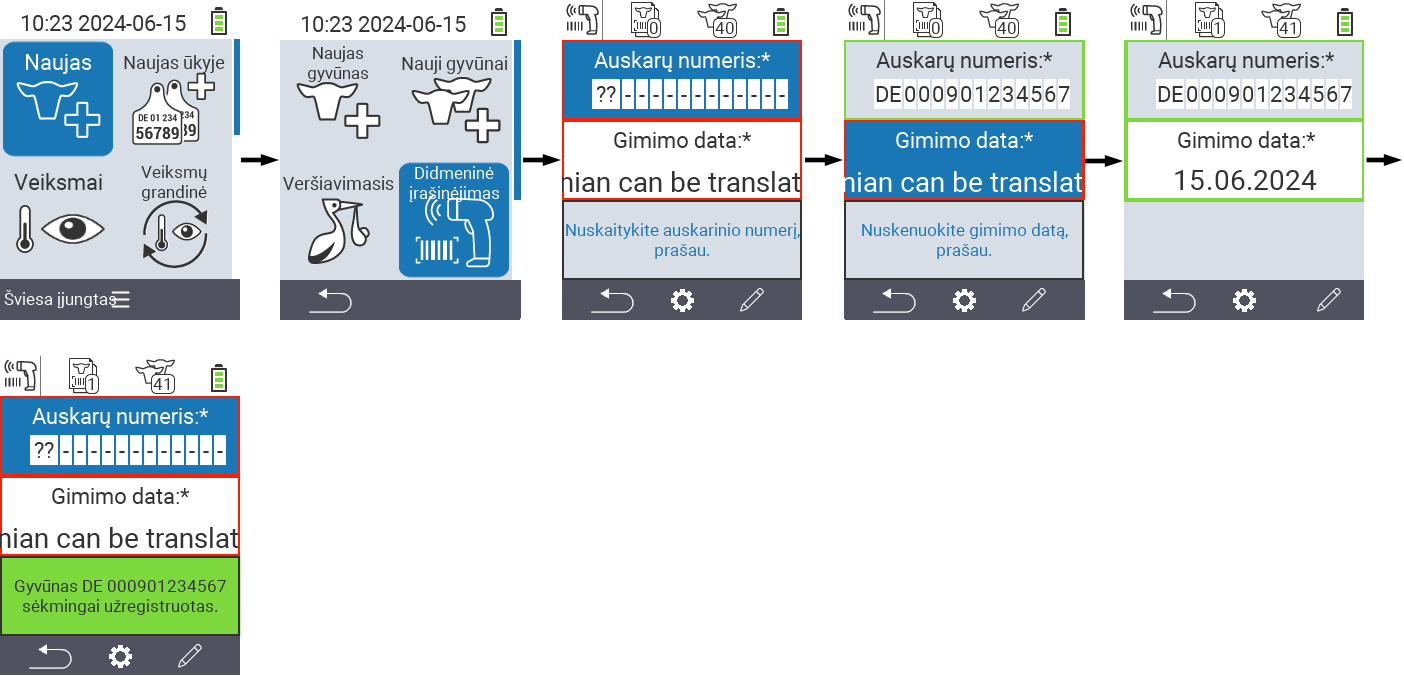 10:23 2024-06-15
Naujas
Naujas ūkyje
DE 01 234
56789
234
39
Veiksmai
Veiksmų
grandinė
Šviesa įjungtas
10:23 2024-06-15
Naujas
gyvūnas
Nauji gyvūnai
Veršiavimasis
Didmeninė
įrašinėjimas
0
40
Auskarų numeris:*
??------------
Gimimo data:*
nian can be translat
Nuskaitykite auskarinio numerį,
prašau.
0
40
Auskarų numeris:*
DE000901234567
Gimimo data:*
nian can be translat
Nuskenuokite gimimo datą,
prašau.
1
41
Auskarų numeris:*
DE000901234567
Gimimo data:*
15.06.2024
1
41
Auskarų numeris:*
??------------
Gimimo data:*
nian can be translat
Gyvūnas DE 000901234567
sėkmingai užregistruotas.